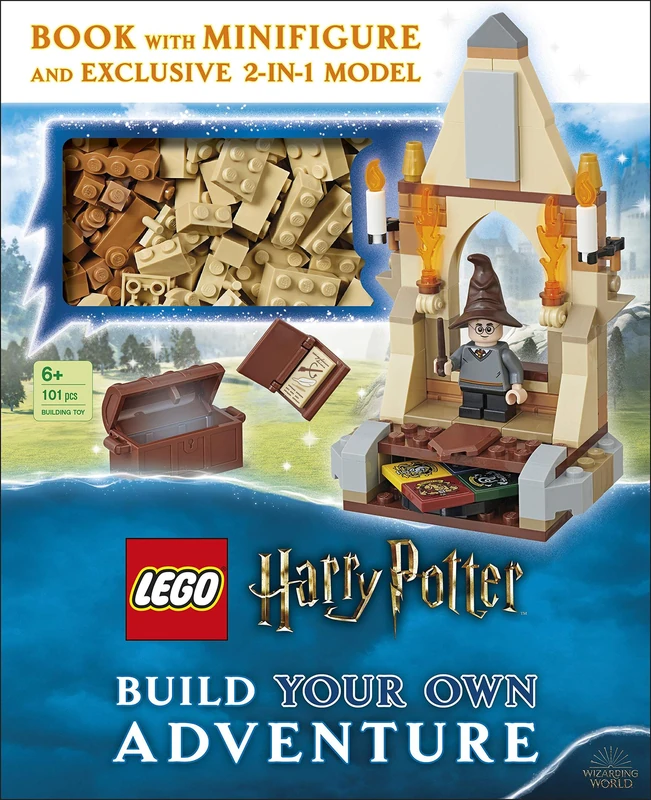 BOOK WITH MINIFIGURE
AND EXCLUSIVE 2-IN-1 MODEL
6+
101 pcs
BUILDING TOY
LEGO
Harry Potter™
BUILD YOUR OWN
ADVENTURE
WIZARDING
WORLD